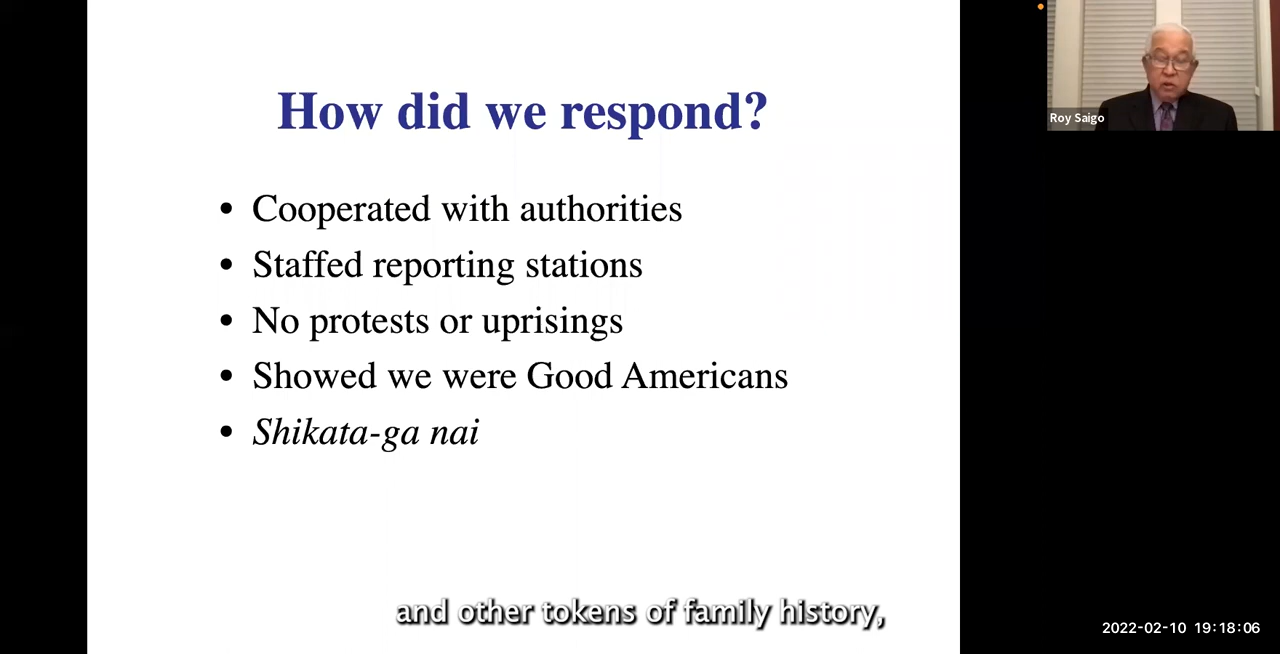 How did we respond?
• Cooperated with authorities
• Staffed reporting stations
• No protests or uprisings
• Showed we were Good Americans
• Shikata-ga nai
and other tokens of family history,
Roy Saigo
2022-02-10 19:18:06